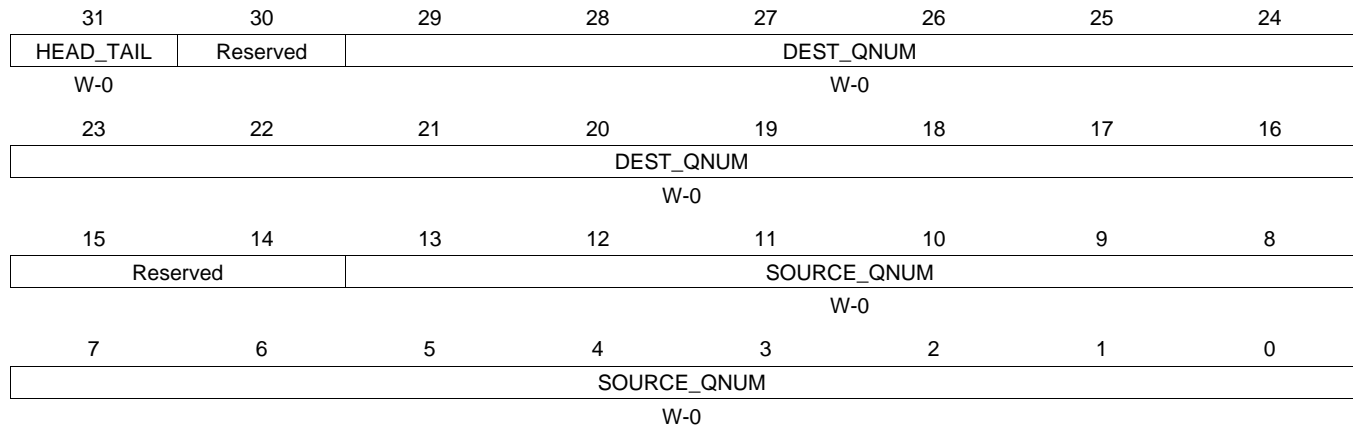 31 30 29 28 27 26 25 24
HEAD_TAIL Reserved DEST_QNUM
W-0 W-0
23 22 21 20 19 18 17 16
DEST_QNUM
W-0
15 14 13 12 11 10 9 8
Reserved SOURCE_QNUM
W-0
7 6 5 4 3 2 1 0
SOURCE_QNUM
W-0